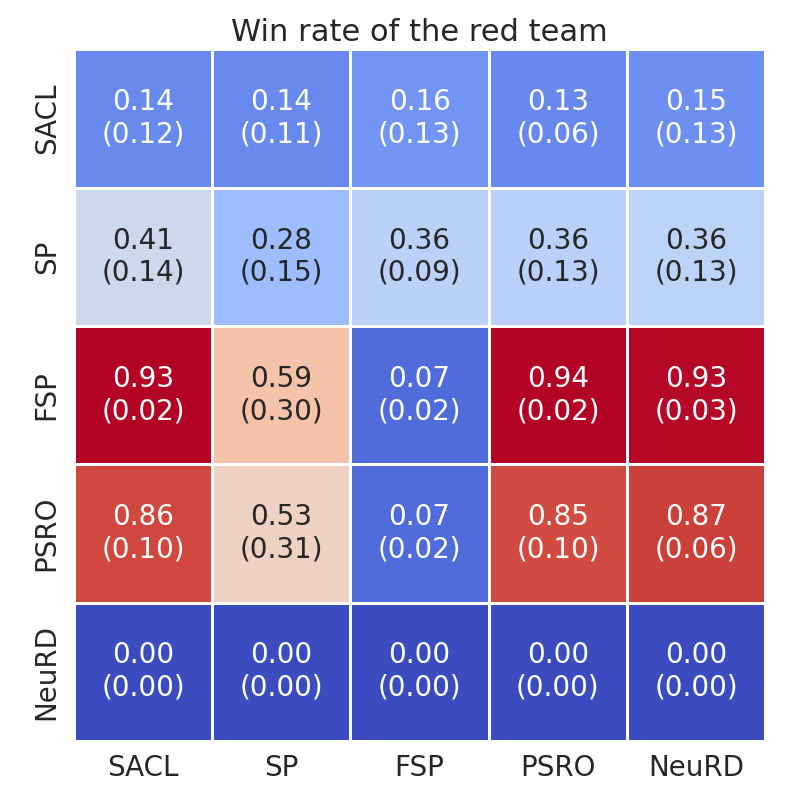 Win rate of the red team
SACL
0.14 0.14 0.16 0.13 0.15
(0.12) (0.11) (0.13) (0.06) (0.13)
SP
0.41 0.28 0.36 0.36 0.36
(0.14) (0.15) (0.09) (0.13) (0.13)
FSP
0.93 0.59 0.07 0.94 0.93
(0.02) (0.30) (0.02) (0.02) (0.03)
PSRO
0.86 0.53 0.07 0.85 0.87
(0.10) (0.31) (0.02) (0.10) (0.06)
NeuRD
0.00 0.00 0.00 0.00 0.00
(0.00) (0.00) (0.00) (0.00) (0.00)
SACL SP FSP PSRO NeuRD